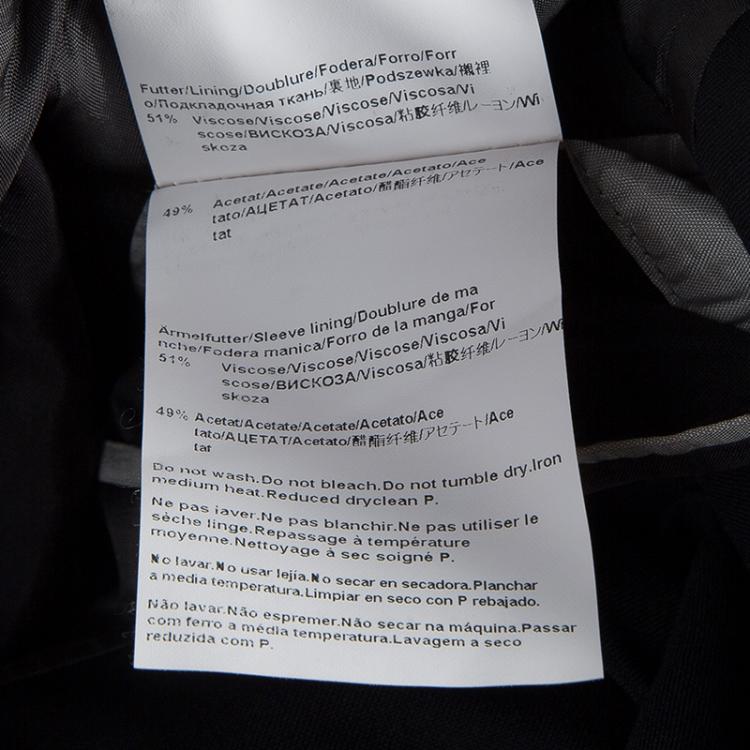 Futter/Lining/Doublure/Fodera/Forro/Forr
o/Подкладочная ткань/裏地/Podszewka/襯裡
51% Viscose/Viscose/Viscose/Viscosa/Vi
scose/ВИСКОЗА/Viscosa/粘胶纤维/レーヨン/Wi
skoza
49% Acetat/Acetate/Acetate/Acetato/Ace
tato/АЦЕТАТ/Acetato/醋酯纤维/アセテート/Ace
tat
Ärmelfutter/Sleeve lining/Doublure de ma
nche/Fodera manica/Forro de la manga/For
51% Viscose/Viscose/Viscose/Viscosa/Vi
scose/ВИСКОЗА/Viscosa/粘胶纤维/レーヨン/Wi
skoza
49% Acetat/Acetate/Acetate/Acetato/Ace
tato/АЦЕТАТ/Acetato/醋酯纤维/アセテート/Ace
tat
Do not wash.Do not bleach.Do not tumble dry.Iron
medium heat.Reduced dryclean P.
Ne pas laver.Ne pas blanchir.Ne pas utiliser le
sèche linge.Repassage à température
moyenne.Nettoyage à sec soigné P.
No lavar.No usar lejía.No secar en secadora.Planchar
a media temperatura.Limpiar en seco con P rebajado.
Não lavar.Não espremer.Não secar na máquina.Passar
com ferro a média temperatura.Lavagem a seco
reduzida com P.